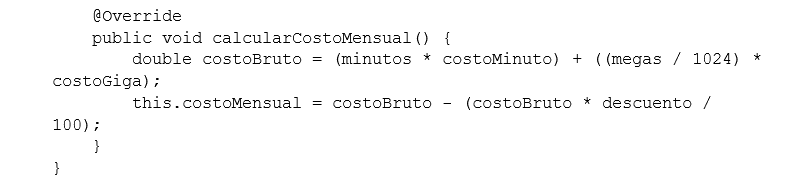 @Override
public void calcularCostoMensual() {
double costoBruto = (minutos * costoMinuto) + ((megas / 1024) *
costoGiga);
this.costoMensual = costoBruto - (costoBruto * descuento /
100);
}
}